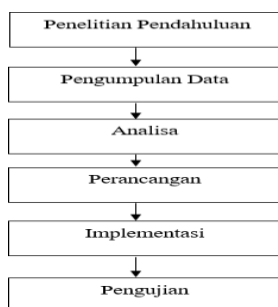 Penelitian Pendahuluan
Pengumpulan Data
Analisa
Perancangan
Implementasi
Pengujian